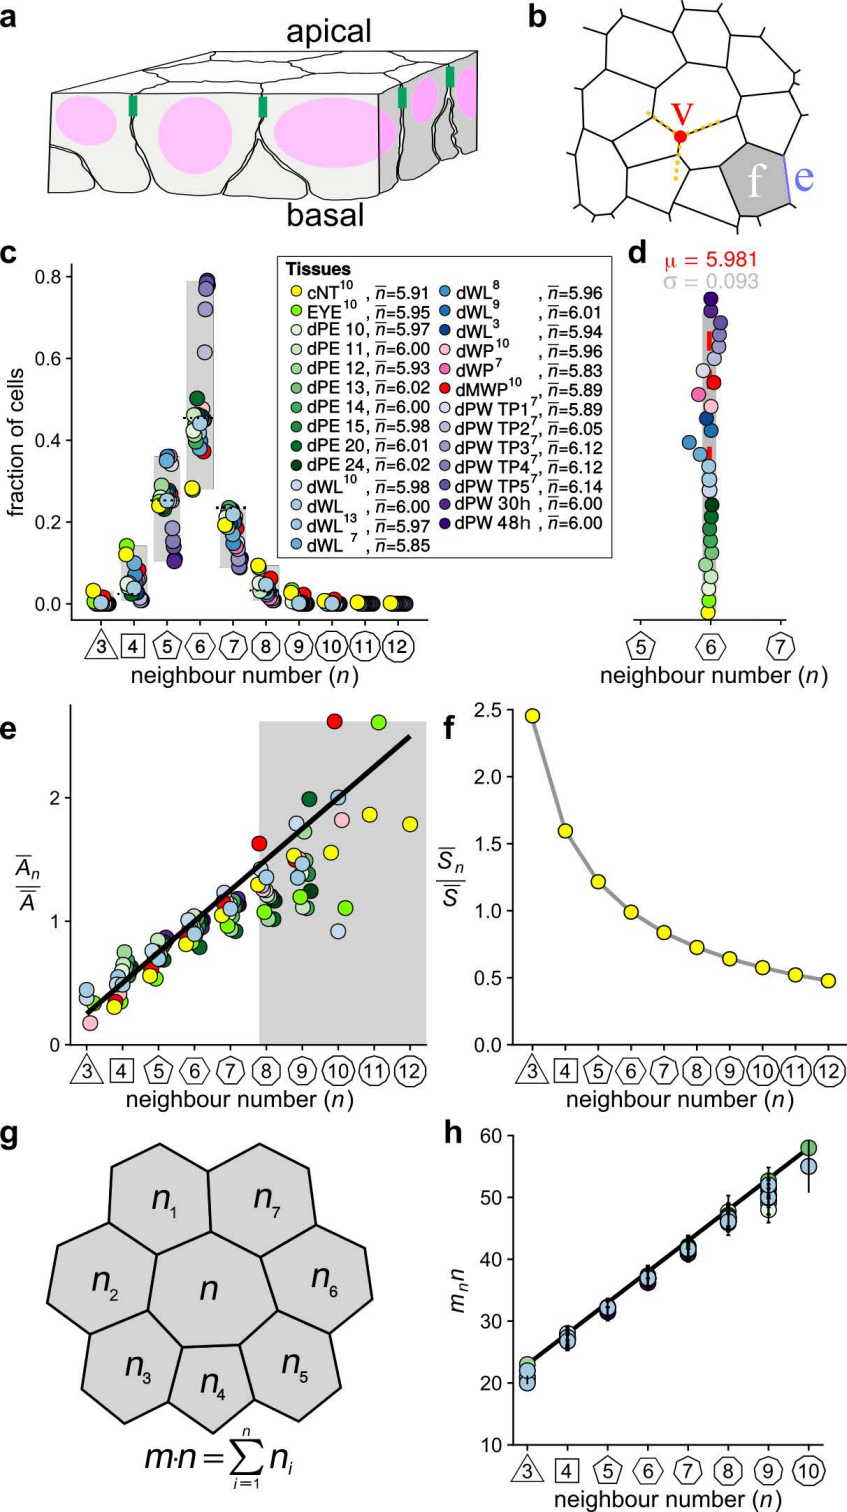 a
apical
basal
b
v
f
e
c
fraction of cells
0.8
0.6
0.4
0.2
0.0
3 4 5 6 7 8 9 10 11 12
neighbour number (n)
Tissues
cNT¹⁰ , n̅=5.91
EYE¹⁰ , n̅=5.95
dPE 10, n̅=5.97
dPE 11, n̅=6.00
dPE 12, n̅=5.93
dPE 13, n̅=6.02
dPE 14, n̅=6.00
dPE 15, n̅=5.98
dPE 20, n̅=6.01
dPE 24, n̅=6.02
dWL¹⁰ , n̅=5.98
dWL , n̅=6.00
dWL¹³ , n̅=5.97
dWL ⁷ , n̅=5.85
dWL⁸ , n̅=5.96
dWL⁹ , n̅=6.01
dWL³ , n̅=5.94
dWP¹⁰ , n̅=5.96
dWP⁷ , n̅=5.83
dMWP¹⁰ , n̅=5.89
dPW TP1⁷, n̅=5.89
dPW TP2⁷, n̅=6.05
dPW TP3⁷, n̅=6.12
dPW TP4⁷, n̅=6.12
dPW TP5⁷, n̅=6.14
dPW 30h , n̅=6.00
dPW 48h , n̅=6.00
d
μ = 5.981
σ = 0.093
5 6 7
neighbour number (n)
e
A̅ₙ
A̿
2
1
0
3 4 5 6 7 8 9 10 11 12
neighbour number (n)
f
S̅ₙ
S̿
2.5
2.0
1.5
1.0
0.5
0.0
3 4 5 6 7 8 9 10 11 12
neighbour number (n)
g
n₁ n₇
n₂ n n₆
n₃ n₄ n₅
m·n = ∑ⁿᵢ₌₁ nᵢ
h
mₙn
60
50
40
30
20
10
3 4 5 6 7 8 9 10
neighbour number (n)